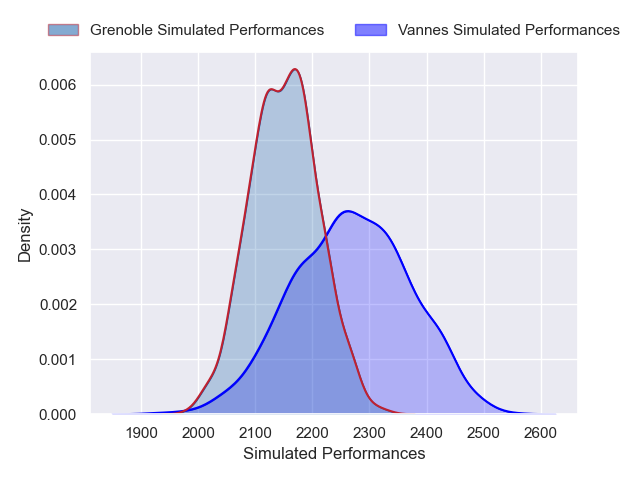 Grenoble Simulated Performances Vannes Simulated Performances
0.006
0.005
0.004
0.003
0.002
0.001
0.000
Density
1900 2000 2100 2200 2300 2400 2500 2600
Simulated Performances